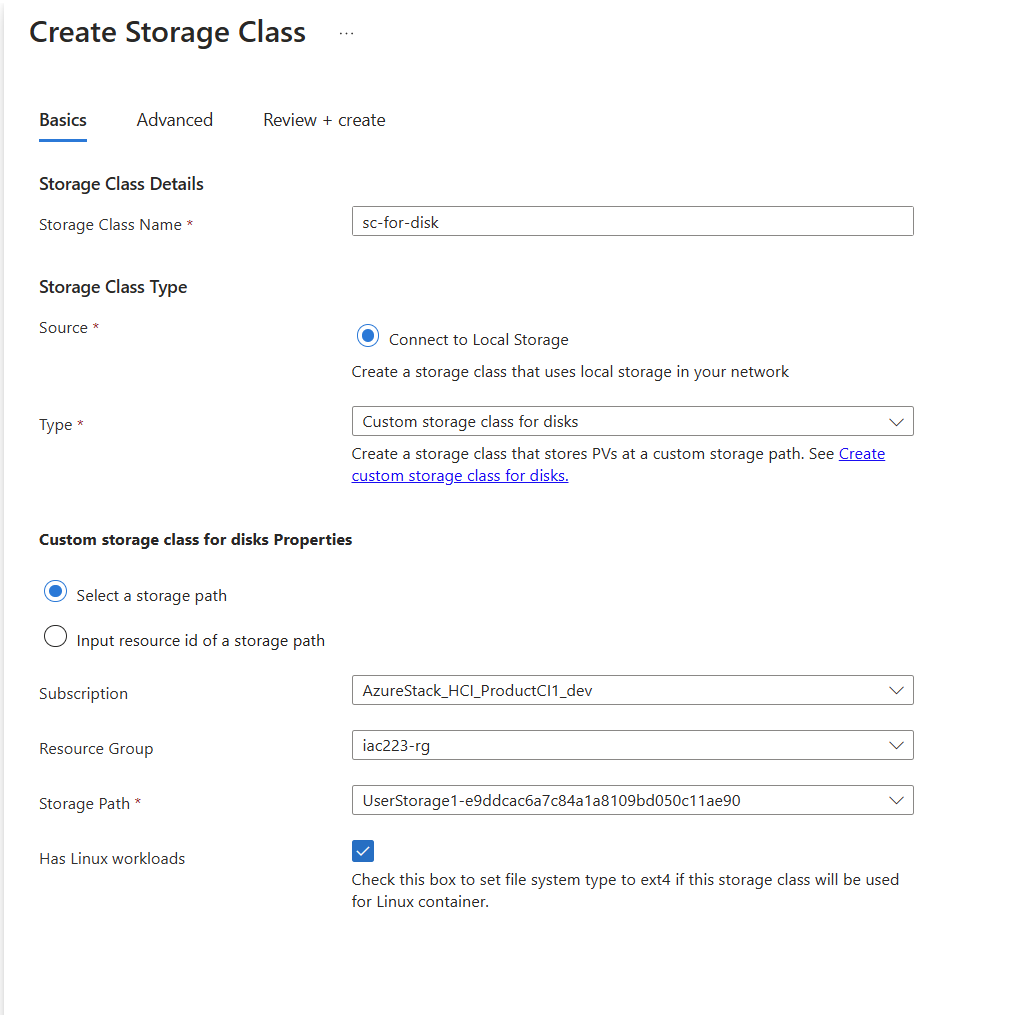 Create Storage Class ...
Basics Advanced Review + create
Storage Class Details
Storage Class Name * sc-for-disk
Storage Class Type
Source *
Connect to Local Storage
Create a storage class that uses local storage in your network
Type * Custom storage class for disks
Create a storage class that stores PVs at a custom storage path. See Create
custom storage class for disks.
Custom storage class for disks Properties
Select a storage path
Input resource id of a storage path
Subscription AzureStack_HCI_ProductCI1_dev
Resource Group iac223-rg
Storage Path * UserStorage1-e9ddcac6a7c84a1a8109bd050c11ae90
Has Linux workloads
Check this box to set file system type to ext4 if this storage class will be used
for Linux container.